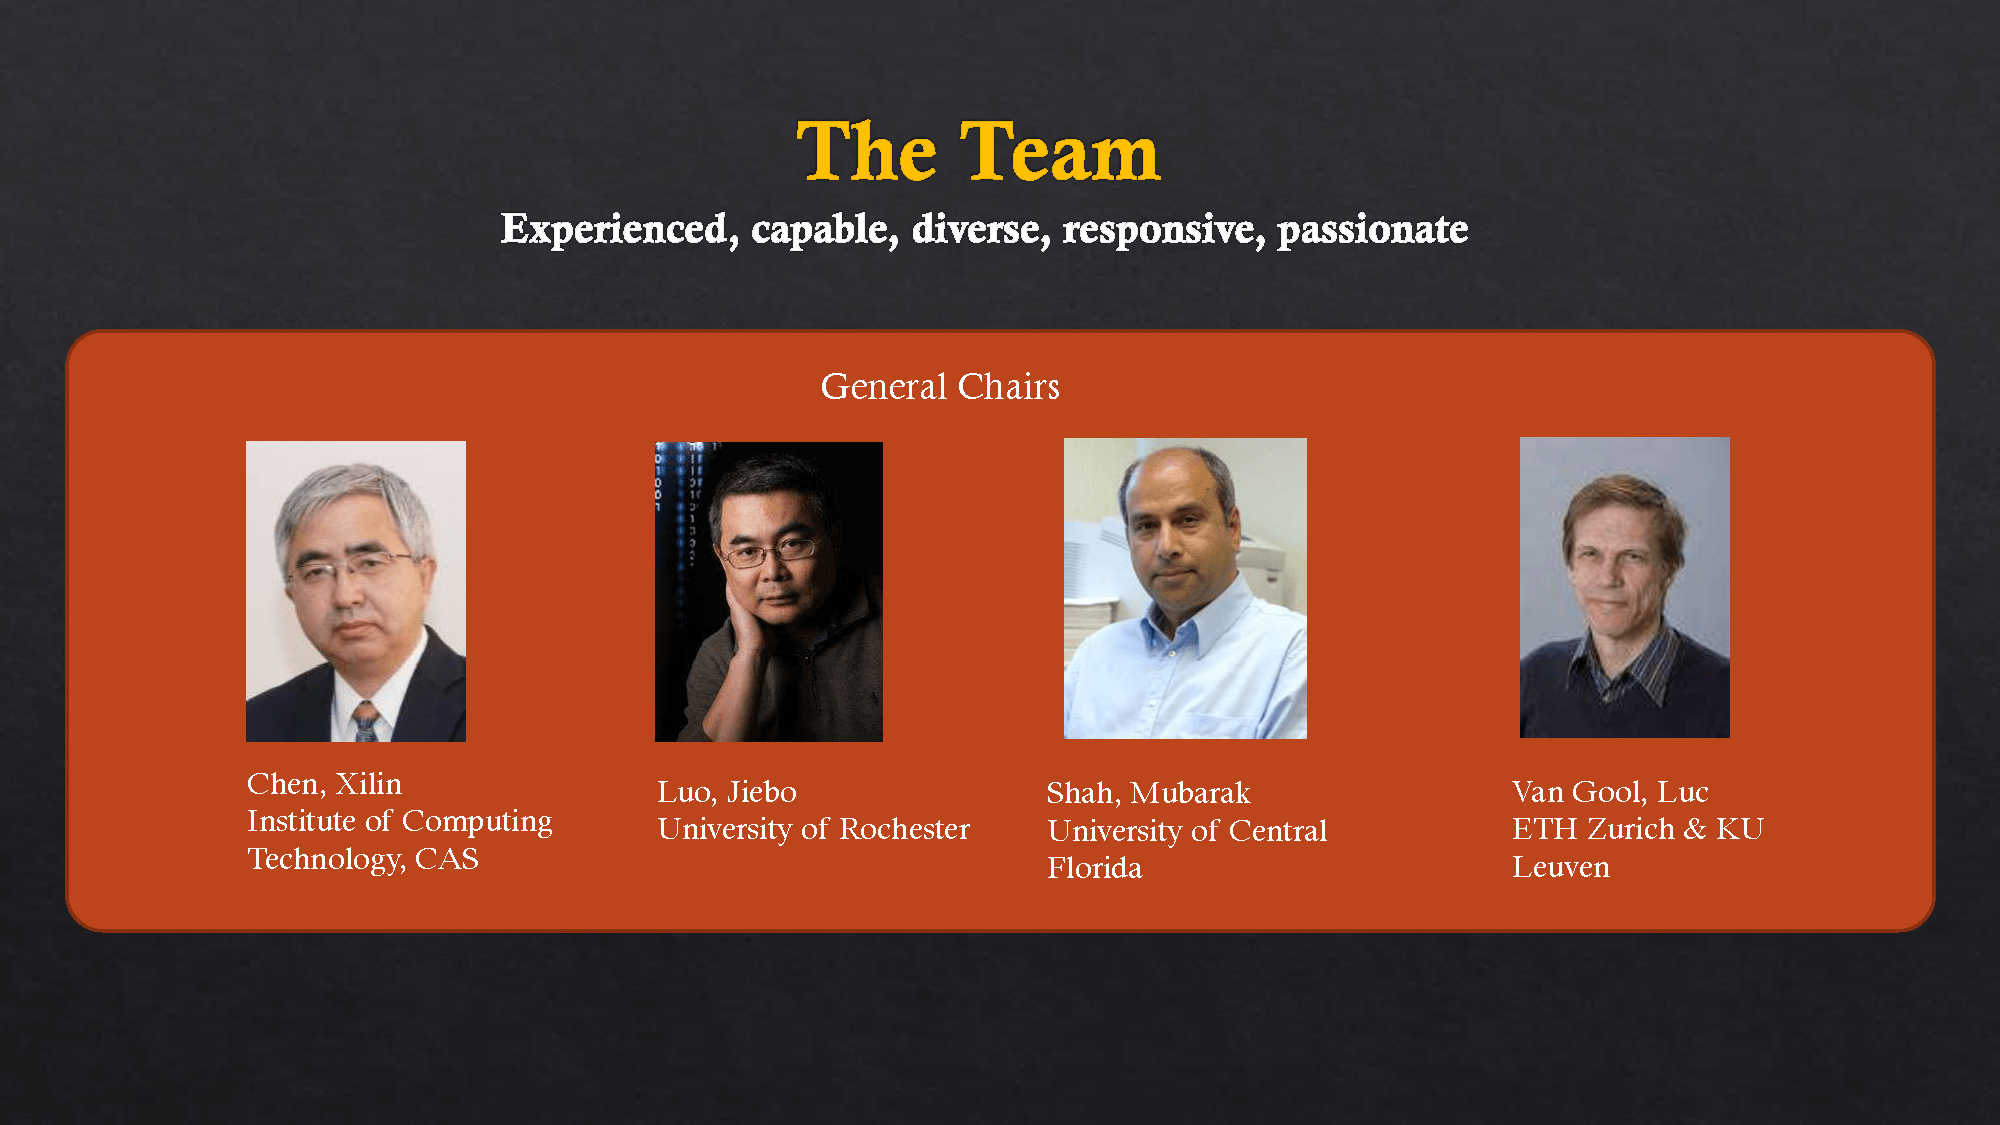 The Team
Experienced, capable, diverse, responsive, passionate
General Chairs
Chen, Xilin
Institute of Computing
Technology, CAS
Luo, Jiebo
University of Rochester
Shah, Mubarak
University of Central
Florida
Van Gool, Luc
ETH Zurich & KU
Leuven